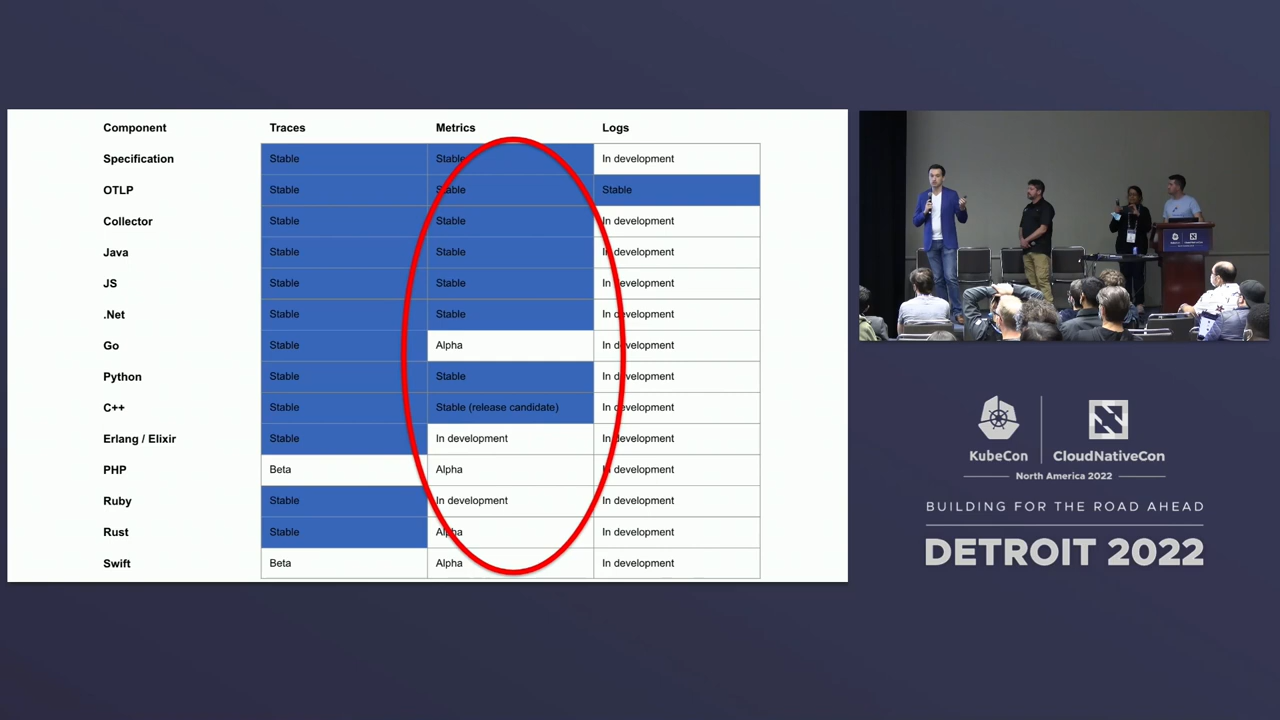 Component Traces Metrics Logs
Specification Stable Stable In development
OTLP Stable Stable Stable
Collector Stable Stable In development
Java Stable Stable In development
JS Stable Stable In development
.Net Stable Stable In development
Go Stable Alpha In development
Python Stable Stable In development
C++ Stable Stable (release candidate) In development
Erlang / Elixir Stable In development In development
PHP Beta Alpha In development
Ruby Stable In development In development
Rust Stable Alpha In development
Swift Beta Alpha In development
KubeCon CloudNativeCon
North America 2022
BUILDING FOR THE ROAD AHEAD
DETROIT 2022